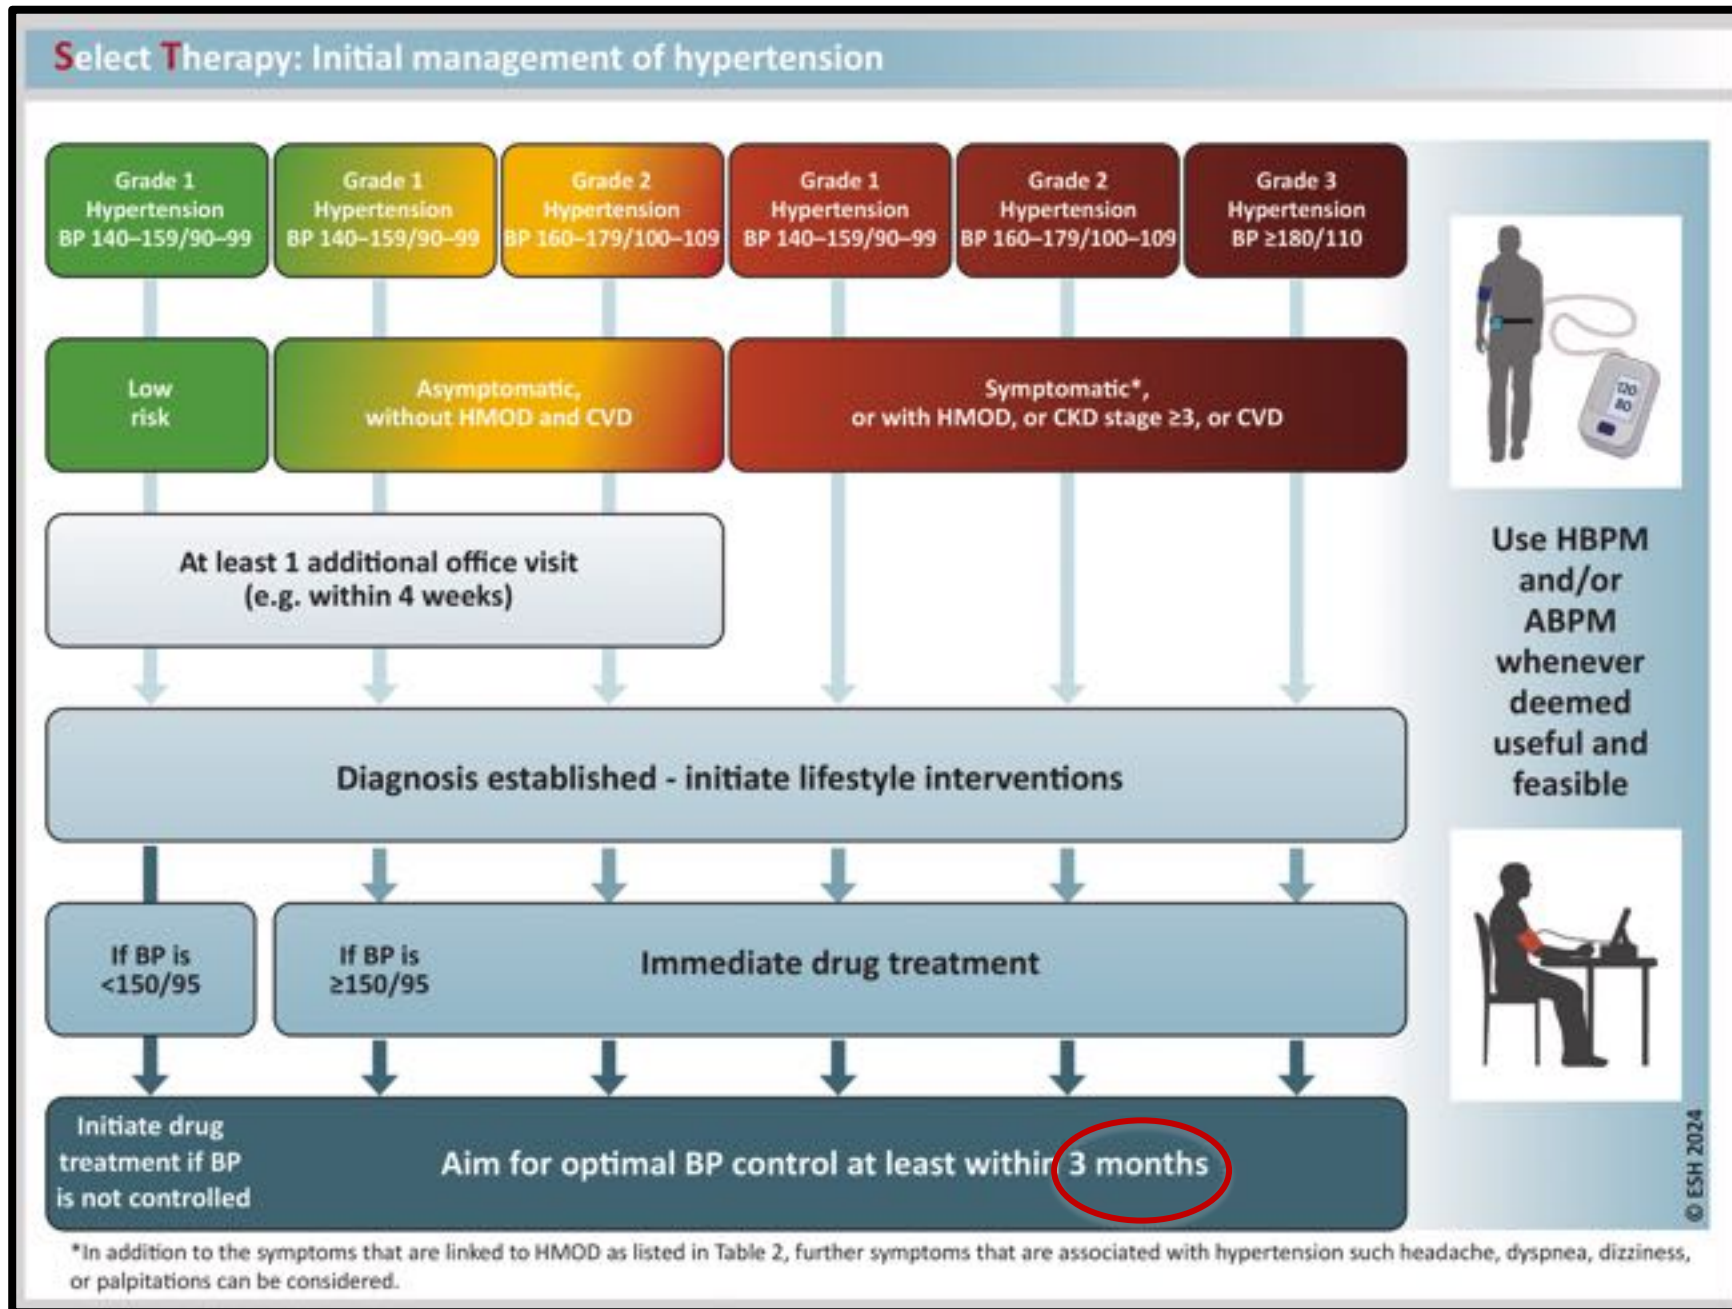 Select Therapy: Initial management of hypertension
Grade 1
Hypertension
BP 140–159/90–99
Grade 1
Hypertension
BP 140–159/90–99
Grade 2
Hypertension
BP 160–179/100–109
Grade 1
Hypertension
BP 140–159/90–99
Grade 2
Hypertension
BP 160–179/100–109
Grade 3
Hypertension
BP ≥180/110
Low
risk
Asymptomatic,
without HMOD and CVD
Symptomatic*,
or with HMOD, or CKD stage ≥3, or CVD
120
80
At least 1 additional office visit
(e.g. within 4 weeks)
Use HBPM
and/or
ABPM
whenever
deemed
useful and
feasible
Diagnosis established - initiate lifestyle interventions
If BP is
<150/95
If BP is
≥150/95
Immediate drug treatment
Initiate drug
treatment if BP
is not controlled
Aim for optimal BP control at least within 3 months
© ESH 2024
*In addition to the symptoms that are linked to HMOD as listed in Table 2, further symptoms that are associated with hypertension such headache, dyspnea, dizziness,
or palpitations can be considered.